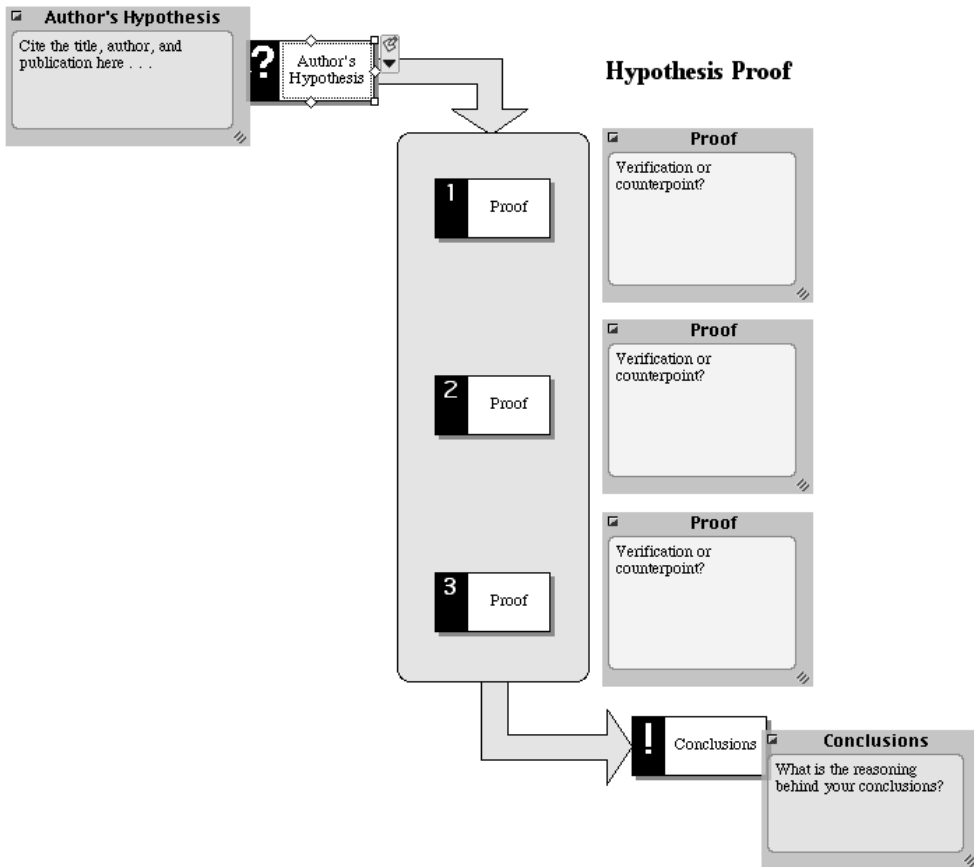 Author's Hypothesis
Cite the title, author, and
publication here . . .
?
Author's
Hypothesis
Hypothesis Proof
1
Proof
Proof
Verification or
counterpoint?
2
Proof
Proof
Verification or
counterpoint?
3
Proof
Proof
Verification or
counterpoint?
!
Conclusions
Conclusions
What is the reasoning
behind your conclusions?